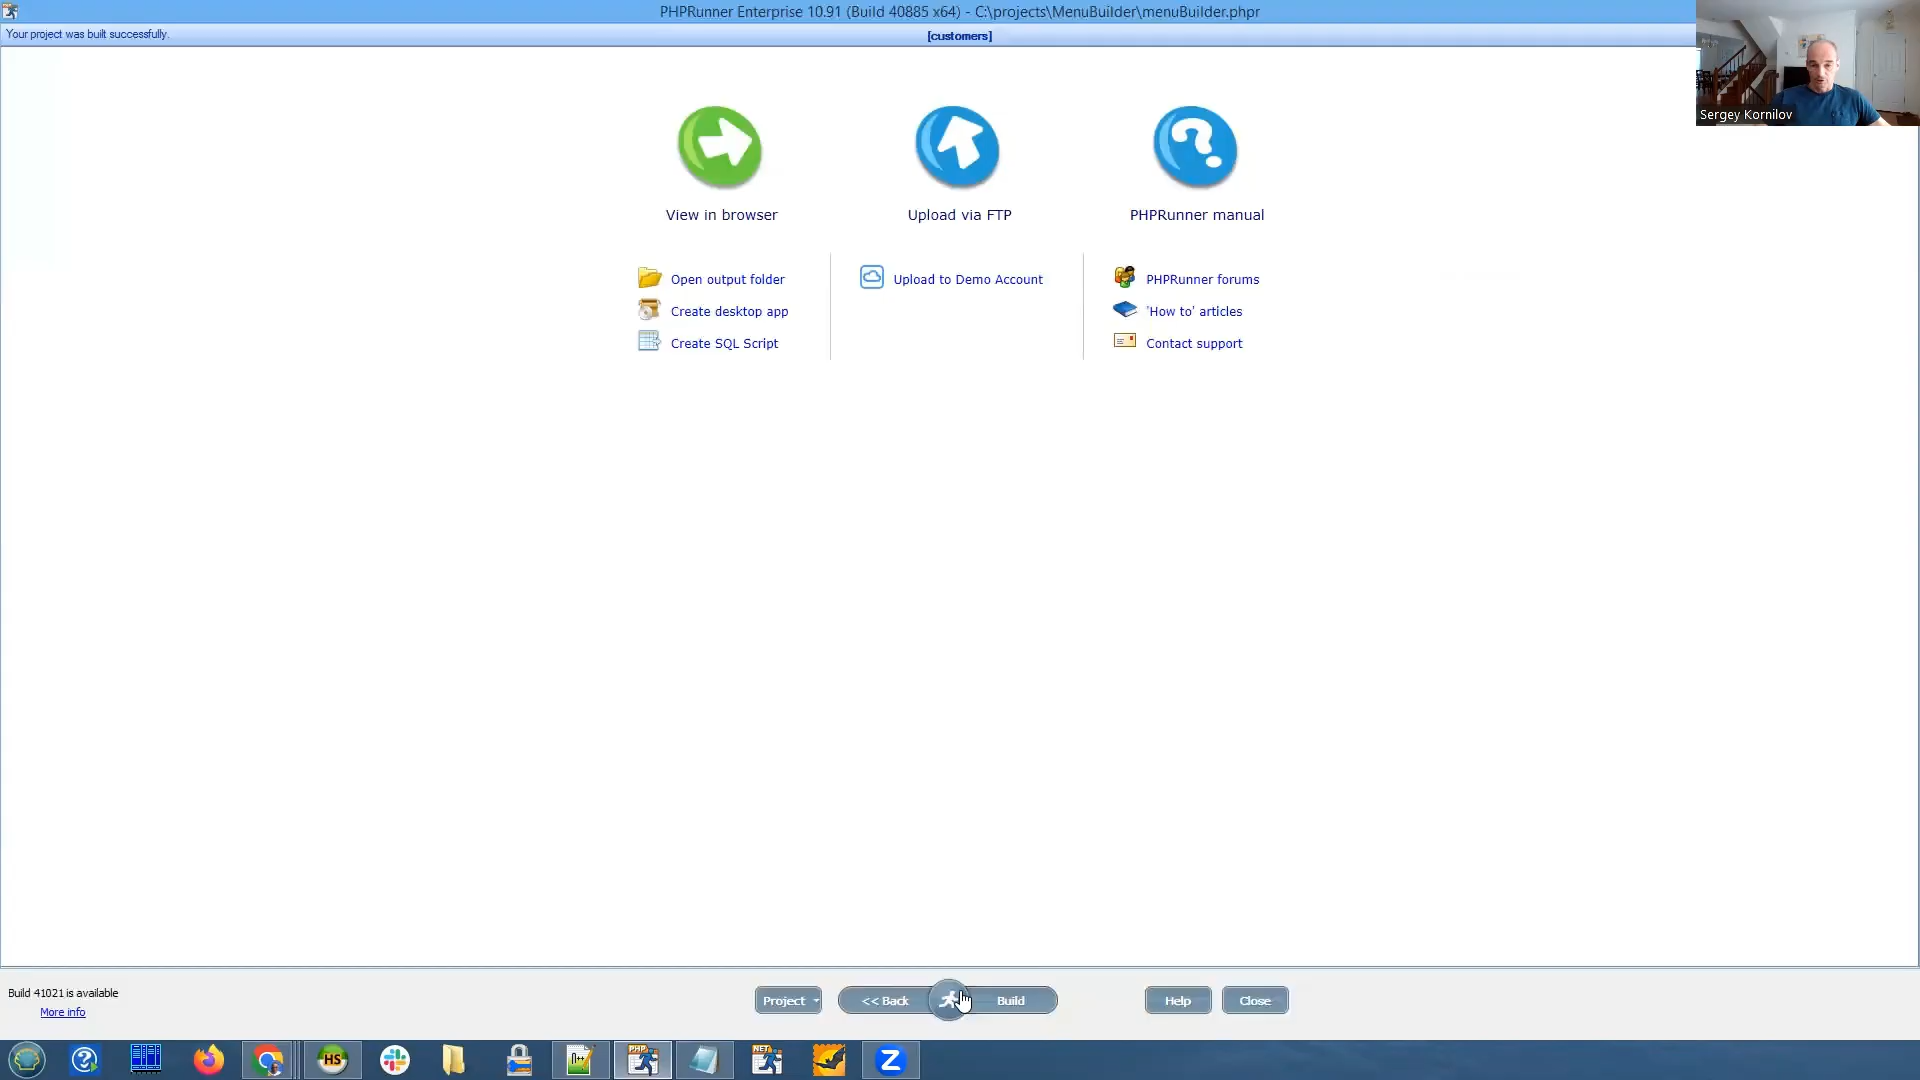 PHPRunner Enterprise 10.91 (Build 40885 x64) - C:\projects\MenuBuilder\menuBuilder.phpr
Your project was built successfully.
[customers]
Sergey Kornilov
View in browser
Upload via FTP
PHPRunner manual
Open output folder
Create desktop app
Create SQL Script
Upload to Demo Account
PHPRunner forums
'How to' articles
Contact support
Build 41021 is available
More info
Project
<< Back
Build
Help
Close
HS
PHP
.NET
Z